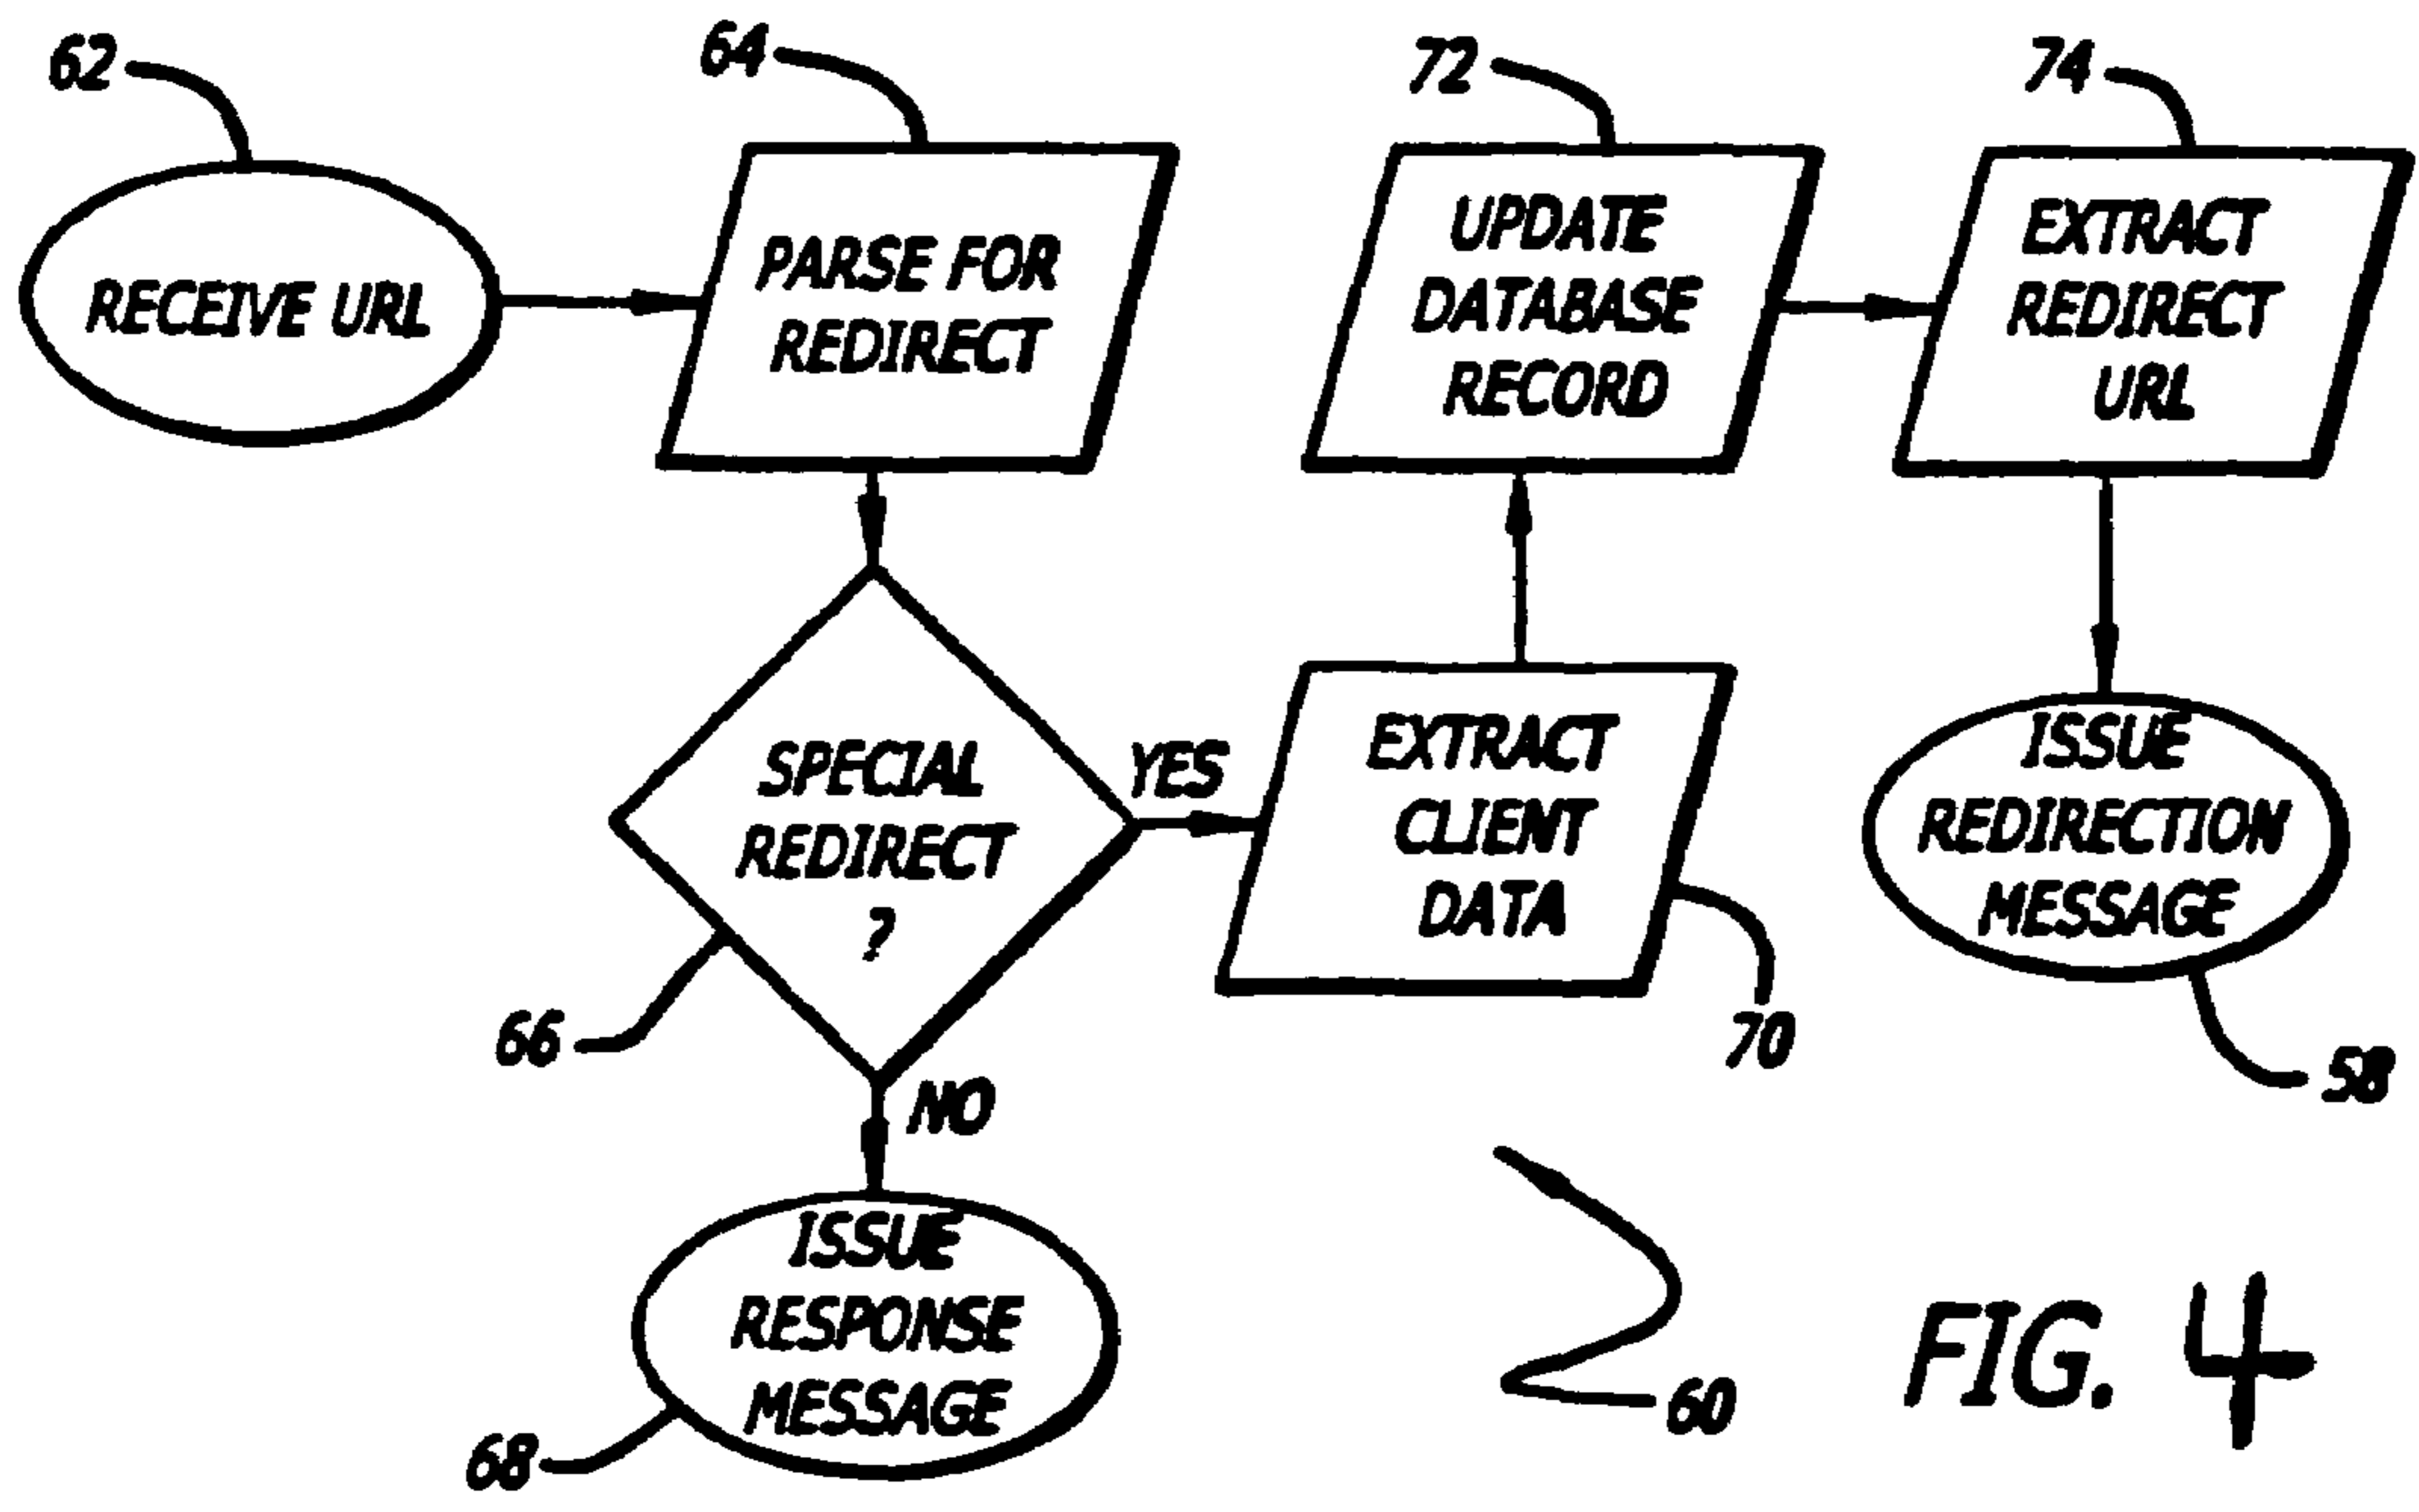 62
64
72
74
RECEIVE URL
PARSE FOR
REDIRECT
UPDATE
DATABASE
RECORD
EXTRACT
REDIRECT
URL
SPECIAL
REDIRECT
?
YES
EXTRACT
CLIENT
DATA
ISSUE
REDIRECTION
MESSAGE
66
70
58
NO
ISSUE
RESPONSE
MESSAGE
68
60
FIG. 4